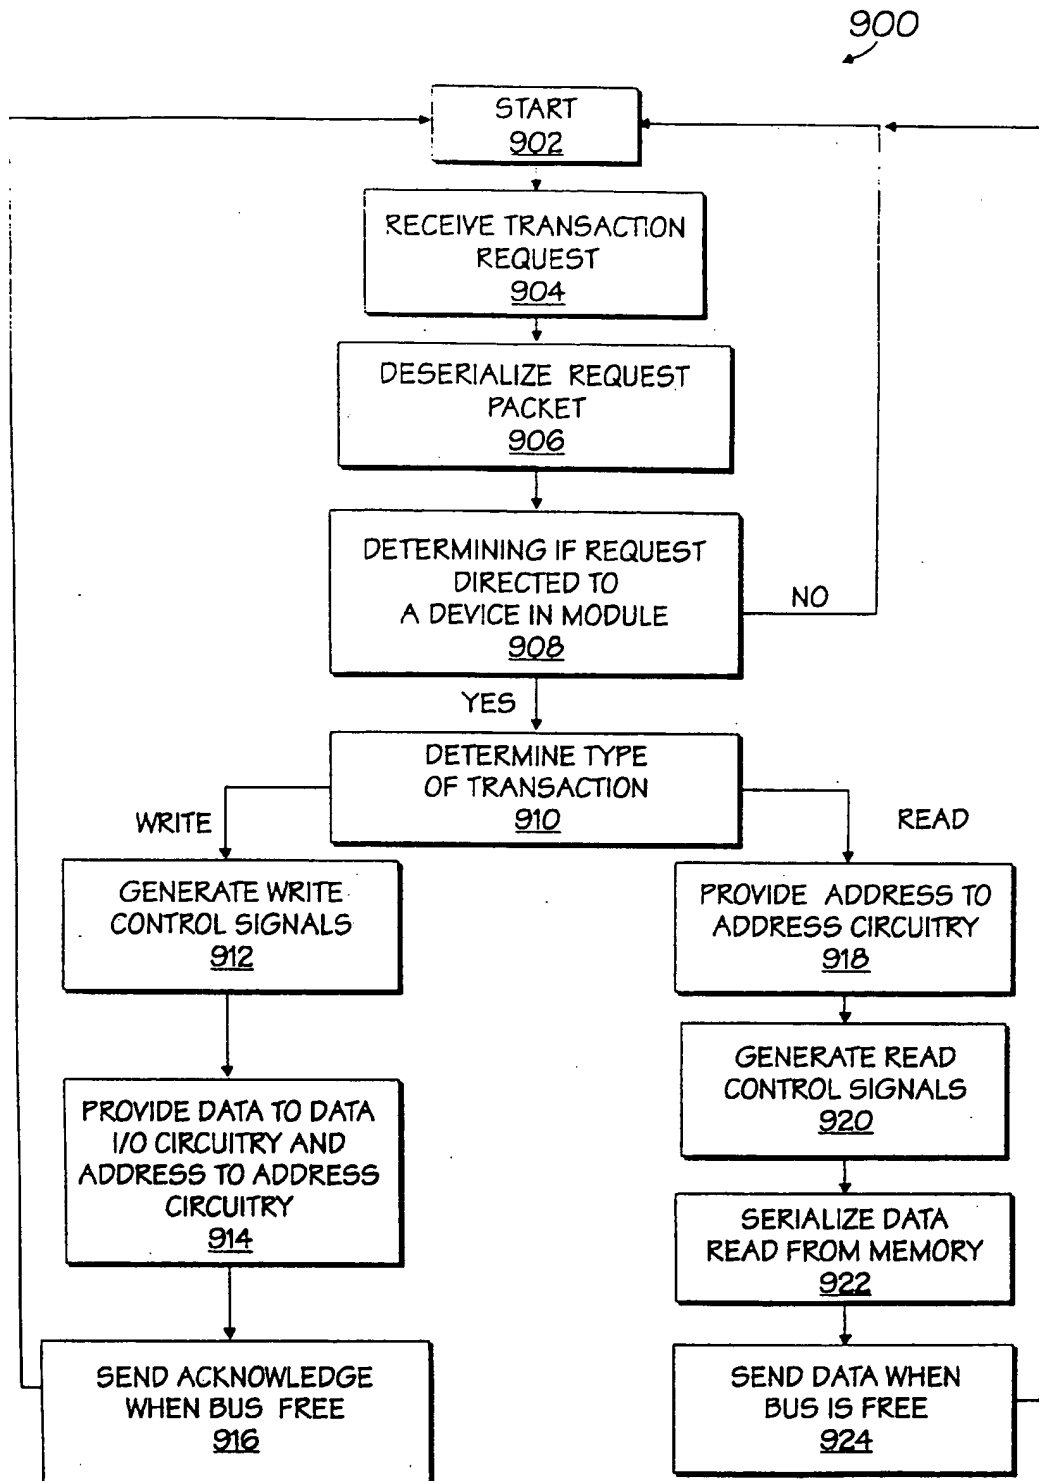 900
START
902
RECEIVE TRANSACTION
REQUEST
904
DESERIALIZE REQUEST
PACKET
906
DETERMINING IF REQUEST
DIRECTED TO
A DEVICE IN MODULE
908
NO
YES
DETERMINE TYPE
OF TRANSACTION
910
WRITE
READ
GENERATE WRITE
CONTROL SIGNALS
912
PROVIDE DATA TO DATA
I/O CIRCUITRY AND
ADDRESS TO ADDRESS
CIRCUITRY
914
SEND ACKNOWLEDGE
WHEN BUS FREE
916
PROVIDE ADDRESS TO
ADDRESS CIRCUITRY
918
GENERATE READ
CONTROL SIGNALS
920
SERIALIZE DATA
READ FROM MEMORY
922
SEND DATA WHEN
BUS IS FREE
924